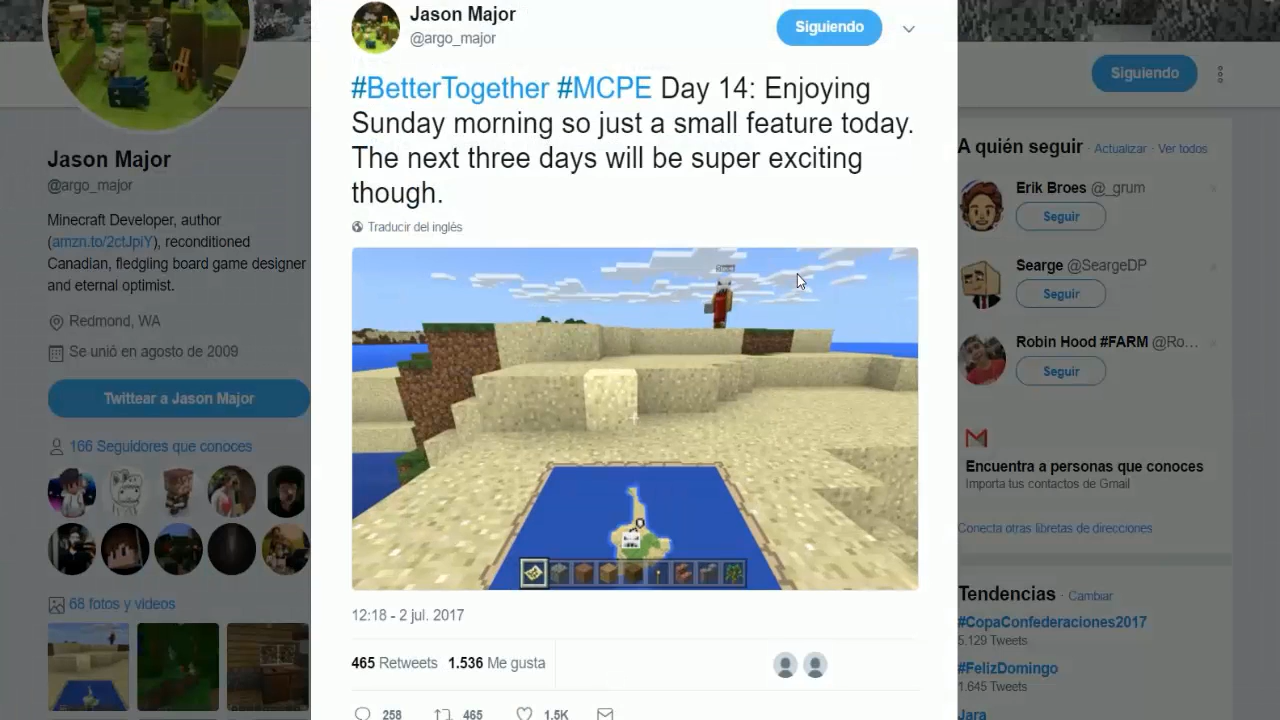 Jason Major
@argo_major
Siguiendo
#BetterTogether #MCPE Day 14: Enjoying
Sunday morning so just a small feature today.
The next three days will be super exciting
though.
Traducir del inglés
12:18 - 2 jul. 2017
465 Retweets 1.536 Me gusta
258 465 1.5K
Jason Major
@argo_major
Minecraft Developer, author
(amzn.to/2ctJpiY), reconditioned
Canadian, fledgling board game designer
and eternal optimist.
Redmond, WA
Se unió en agosto de 2009
Twittear a Jason Major
166 Seguidores que conoces
68 fotos y videos
Siguiendo
A quién seguir · Actualizar · Ver todos
Erik Broes @_grum
Seguir
Searge @SeargeDP
Seguir
Robin Hood #FARM @Ro...
Seguir
Encuentra a personas que conoces
Importa tus contactos de Gmail
Conecta otras libretas de direcciones
Tendencias · Cambiar
#CopaConfederaciones2017
5.129 Tweets
#FelizDomingo
1.645 Tweets
Jara